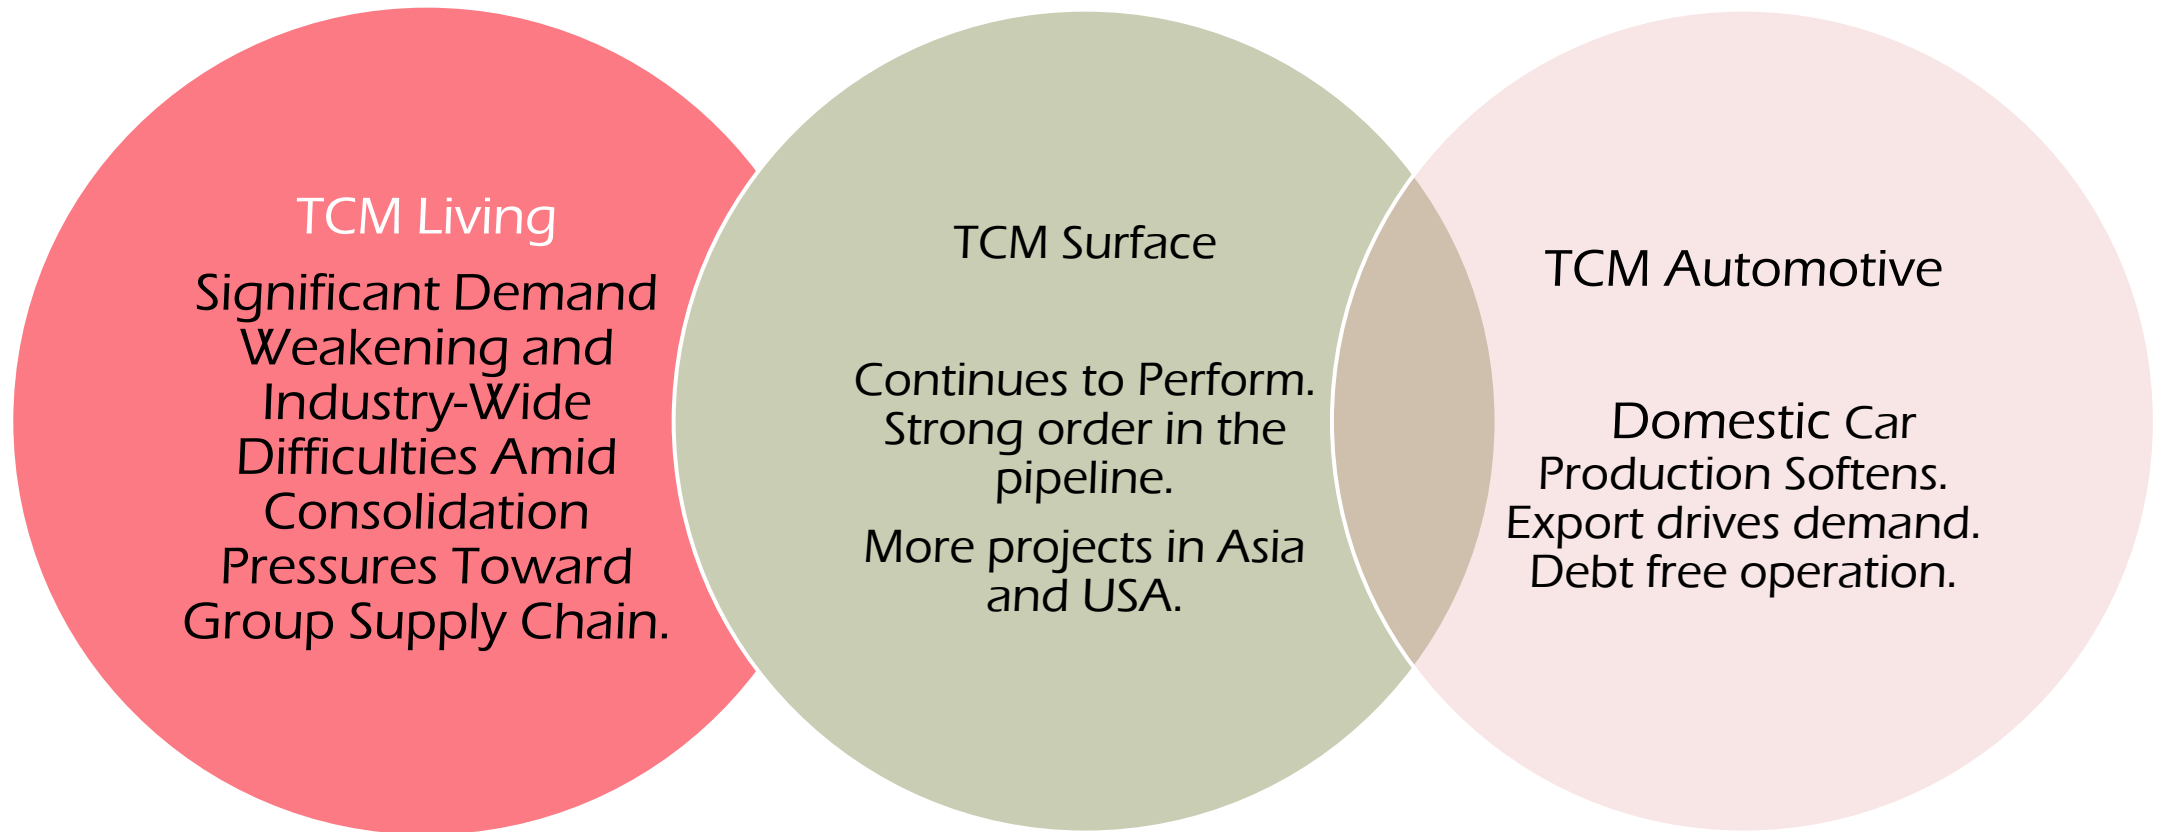 TCM Living
Significant Demand
Weakening and
Industry-Wide
Difficulties Amid
Consolidation
Pressures Toward
Group Supply Chain.
TCM Surface
Continues to Perform.
Strong order in the
pipeline.
More projects in Asia
and USA.
TCM Automotive
Domestic Car
Production Softens.
Export drives demand.
Debt free operation.